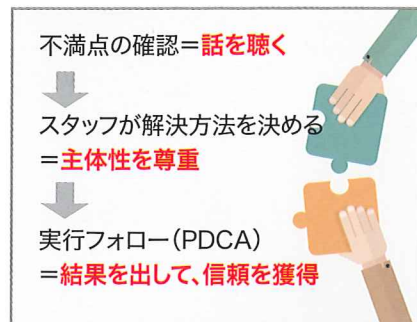 不満点の確認=話を聴く
スタッフが解決方法を決める
=主体性を尊重
実行フォロー(PDCA)
=結果を出して、信頼を獲得